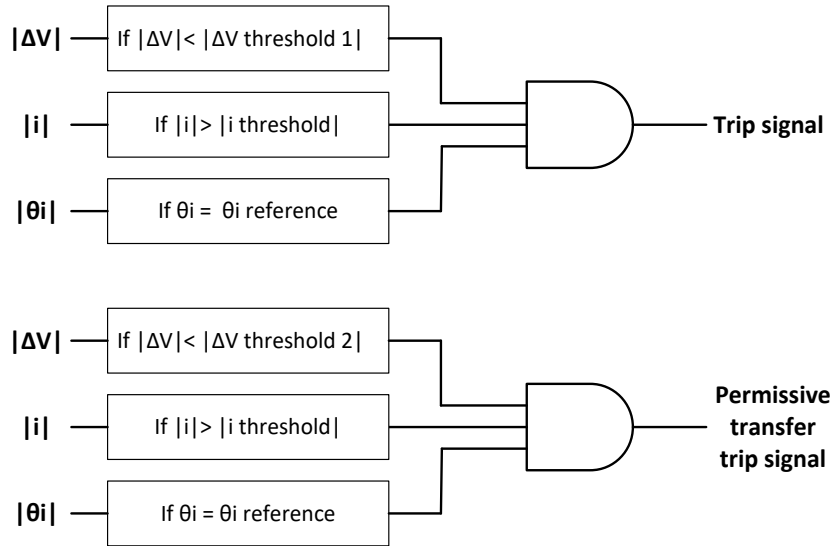 |ΔV|
If |ΔV|< |ΔV threshold 1|
|i|
If |i|> |i threshold|
Trip signal
|θi|
If θi =  θi reference
|ΔV|
If |ΔV|< |ΔV threshold 2|
|i|
If |i|> |i threshold|
Permissive
transfer
trip signal
|θi|
If θi = θi reference